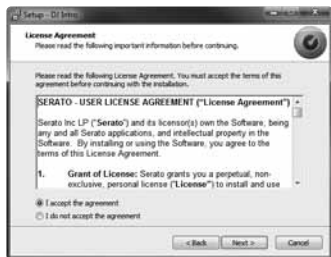 Setup - DJ Intro
License Agreement
Please read the following important information before continuing.
Please read the following License Agreement. You must accept the terms of this
agreement before continuing with the installation.
SERATO - USER LICENSE AGREEMENT ("License Agreement")
Serato Inc LP ("Serato") and its licensor(s) own the Software, being
any and all Serato applications, and intellectual property in the
Software. By installing or using the Software, you agree to the
terms of this License Agreement.
1. Grant of License: Serato grants you a perpetual, non-
exclusive, personal license ("License") to install and use
I accept the agreement
I do not accept the agreement
< Back Next > Cancel